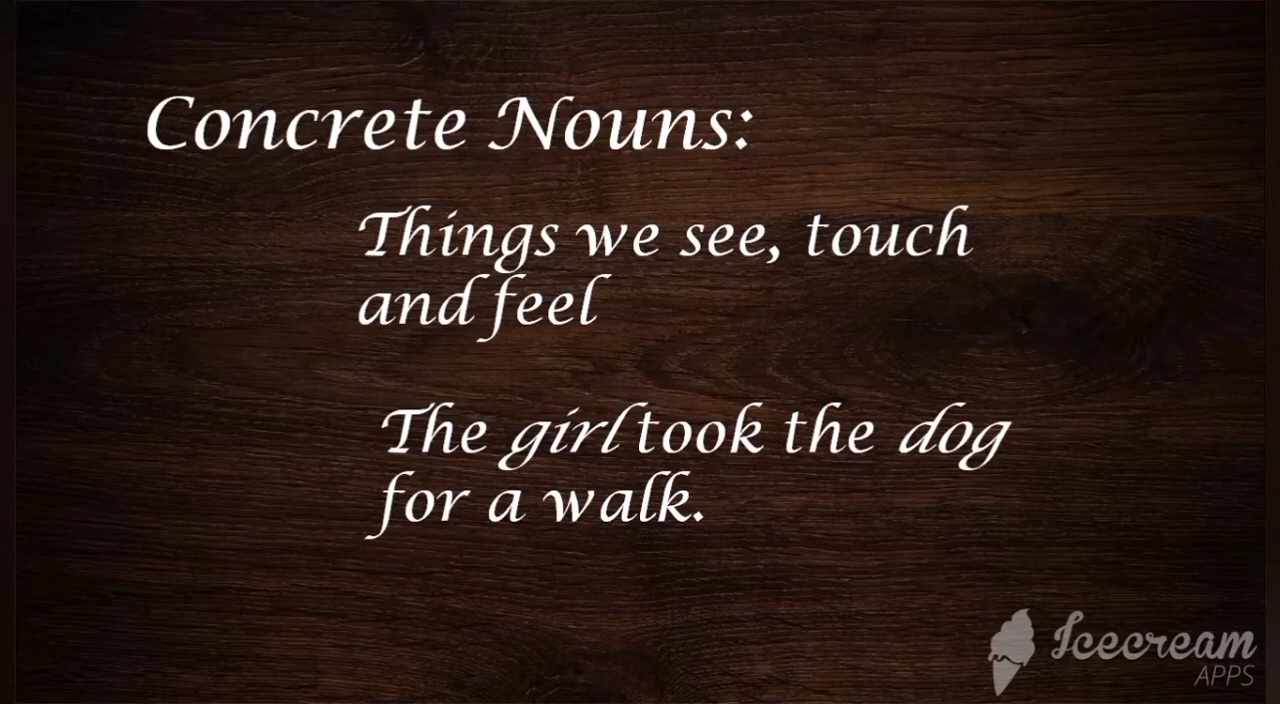 Concrete Nouns:
Things we see, touch
and feel
The girl took the dog
for a walk.
Icecream
APPS